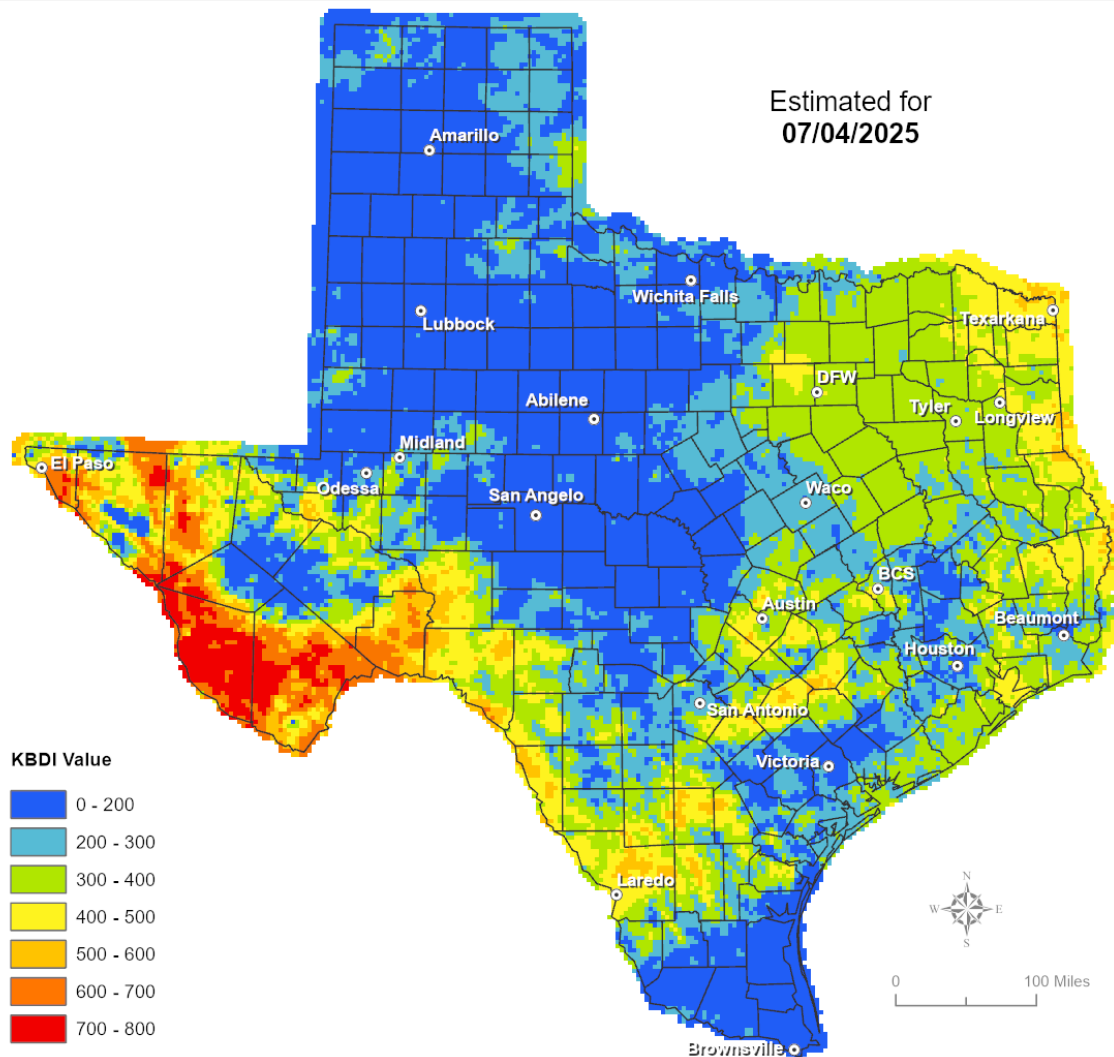 Estimated for
07/04/2025
Amarillo
Wichita Falls
Lubbock
Texarkana
DFW
Abilene
Tyler
Longview
Midland
El Paso
Odessa
San Angelo
Waco
BCS
Austin
Beaumont
Houston
San Antonio
Victoria
Laredo
Brownsville
KBDI Value
0 - 200
200 - 300
300 - 400
400 - 500
500 - 600
600 - 700
700 - 800
N
W E
S
0 100 Miles